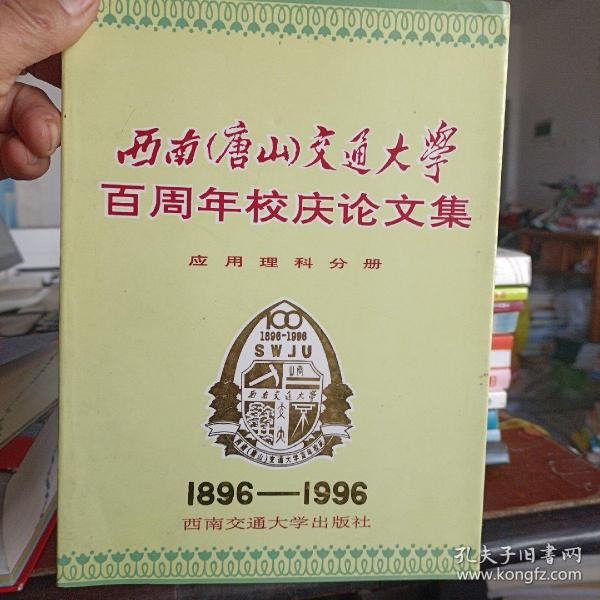 西南(唐山)交通大學
百周年校庆论文集
应用理科分册
100
1896-1996
SWJU
西南交通大学
1896—1996
西南交通大学出版社
孔夫子旧书网
www.kongfz.com